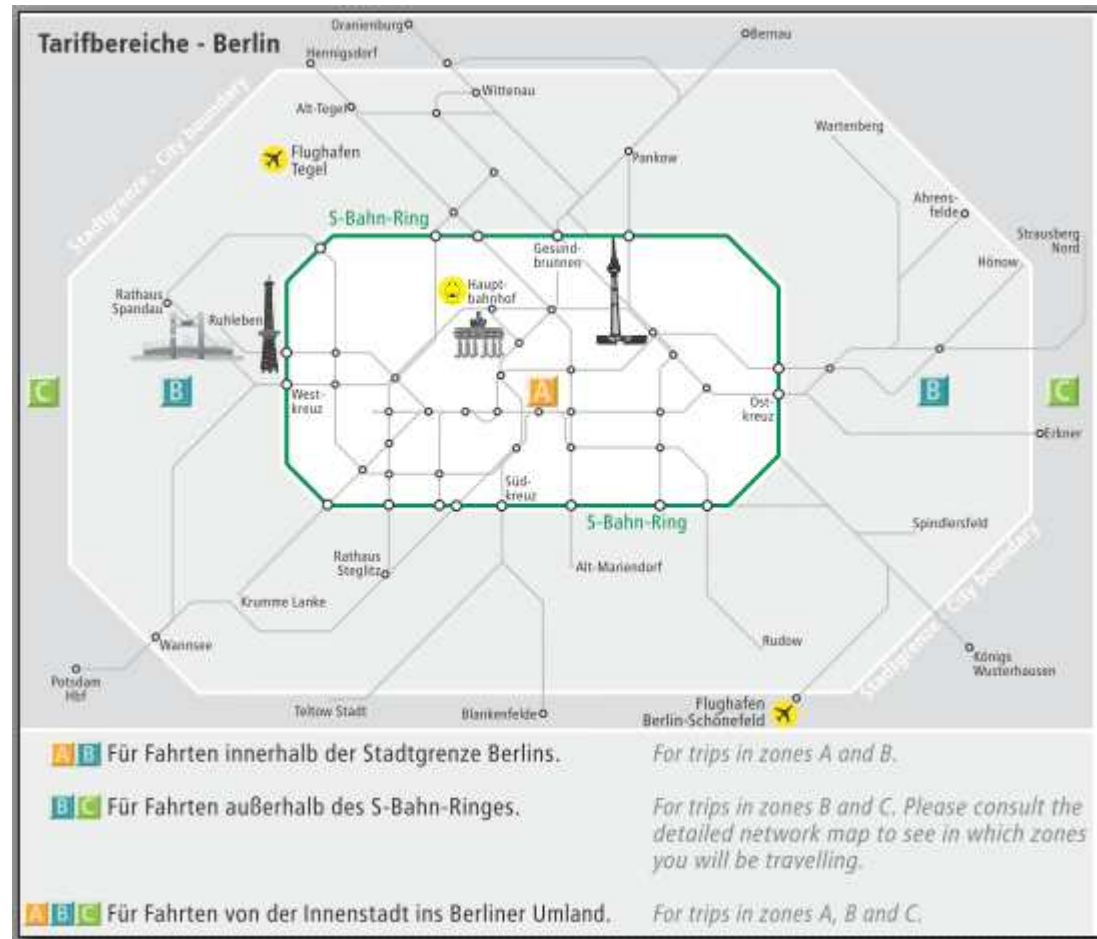 Tarifbereiche - Berlin
Oranienburg
Bernau
Hennigsdorf
Wittenau
Alt-Tegel
Wartenberg
Stadtgrenze - City boundary
Flughafen
Tegel
Pankow
Ahrens-
felde
S-Bahn-Ring
Strausberg
Nord
Gesund-
brunnen
Hönow
Haupt-
bahnhof
Rathaus
Spandau
Ruhleben
C
B
West-
kreuz
A
Ost-
kreuz
B
C
Erkner
Süd-
kreuz
S-Bahn-Ring
Spindlersfeld
Rathaus
Steglitz
Alt-Mariendorf
Krumme Lanke
Stadtgrenze - City boundary
Wannsee
Rudow
Königs
Wusterhausen
Potsdam
Hbf
Teltow Stadt
Blankenfelde
Flughafen
Berlin-Schönefeld
A B Für Fahrten innerhalb der Stadtgrenze Berlins.
For trips in zones A and B.
B C Für Fahrten außerhalb des S-Bahn-Ringes.
For trips in zones B and C. Please consult the
detailed network map to see in which zones
you will be travelling.
A B C Für Fahrten von der Innenstadt ins Berliner Umland.
For trips in zones A, B and C.